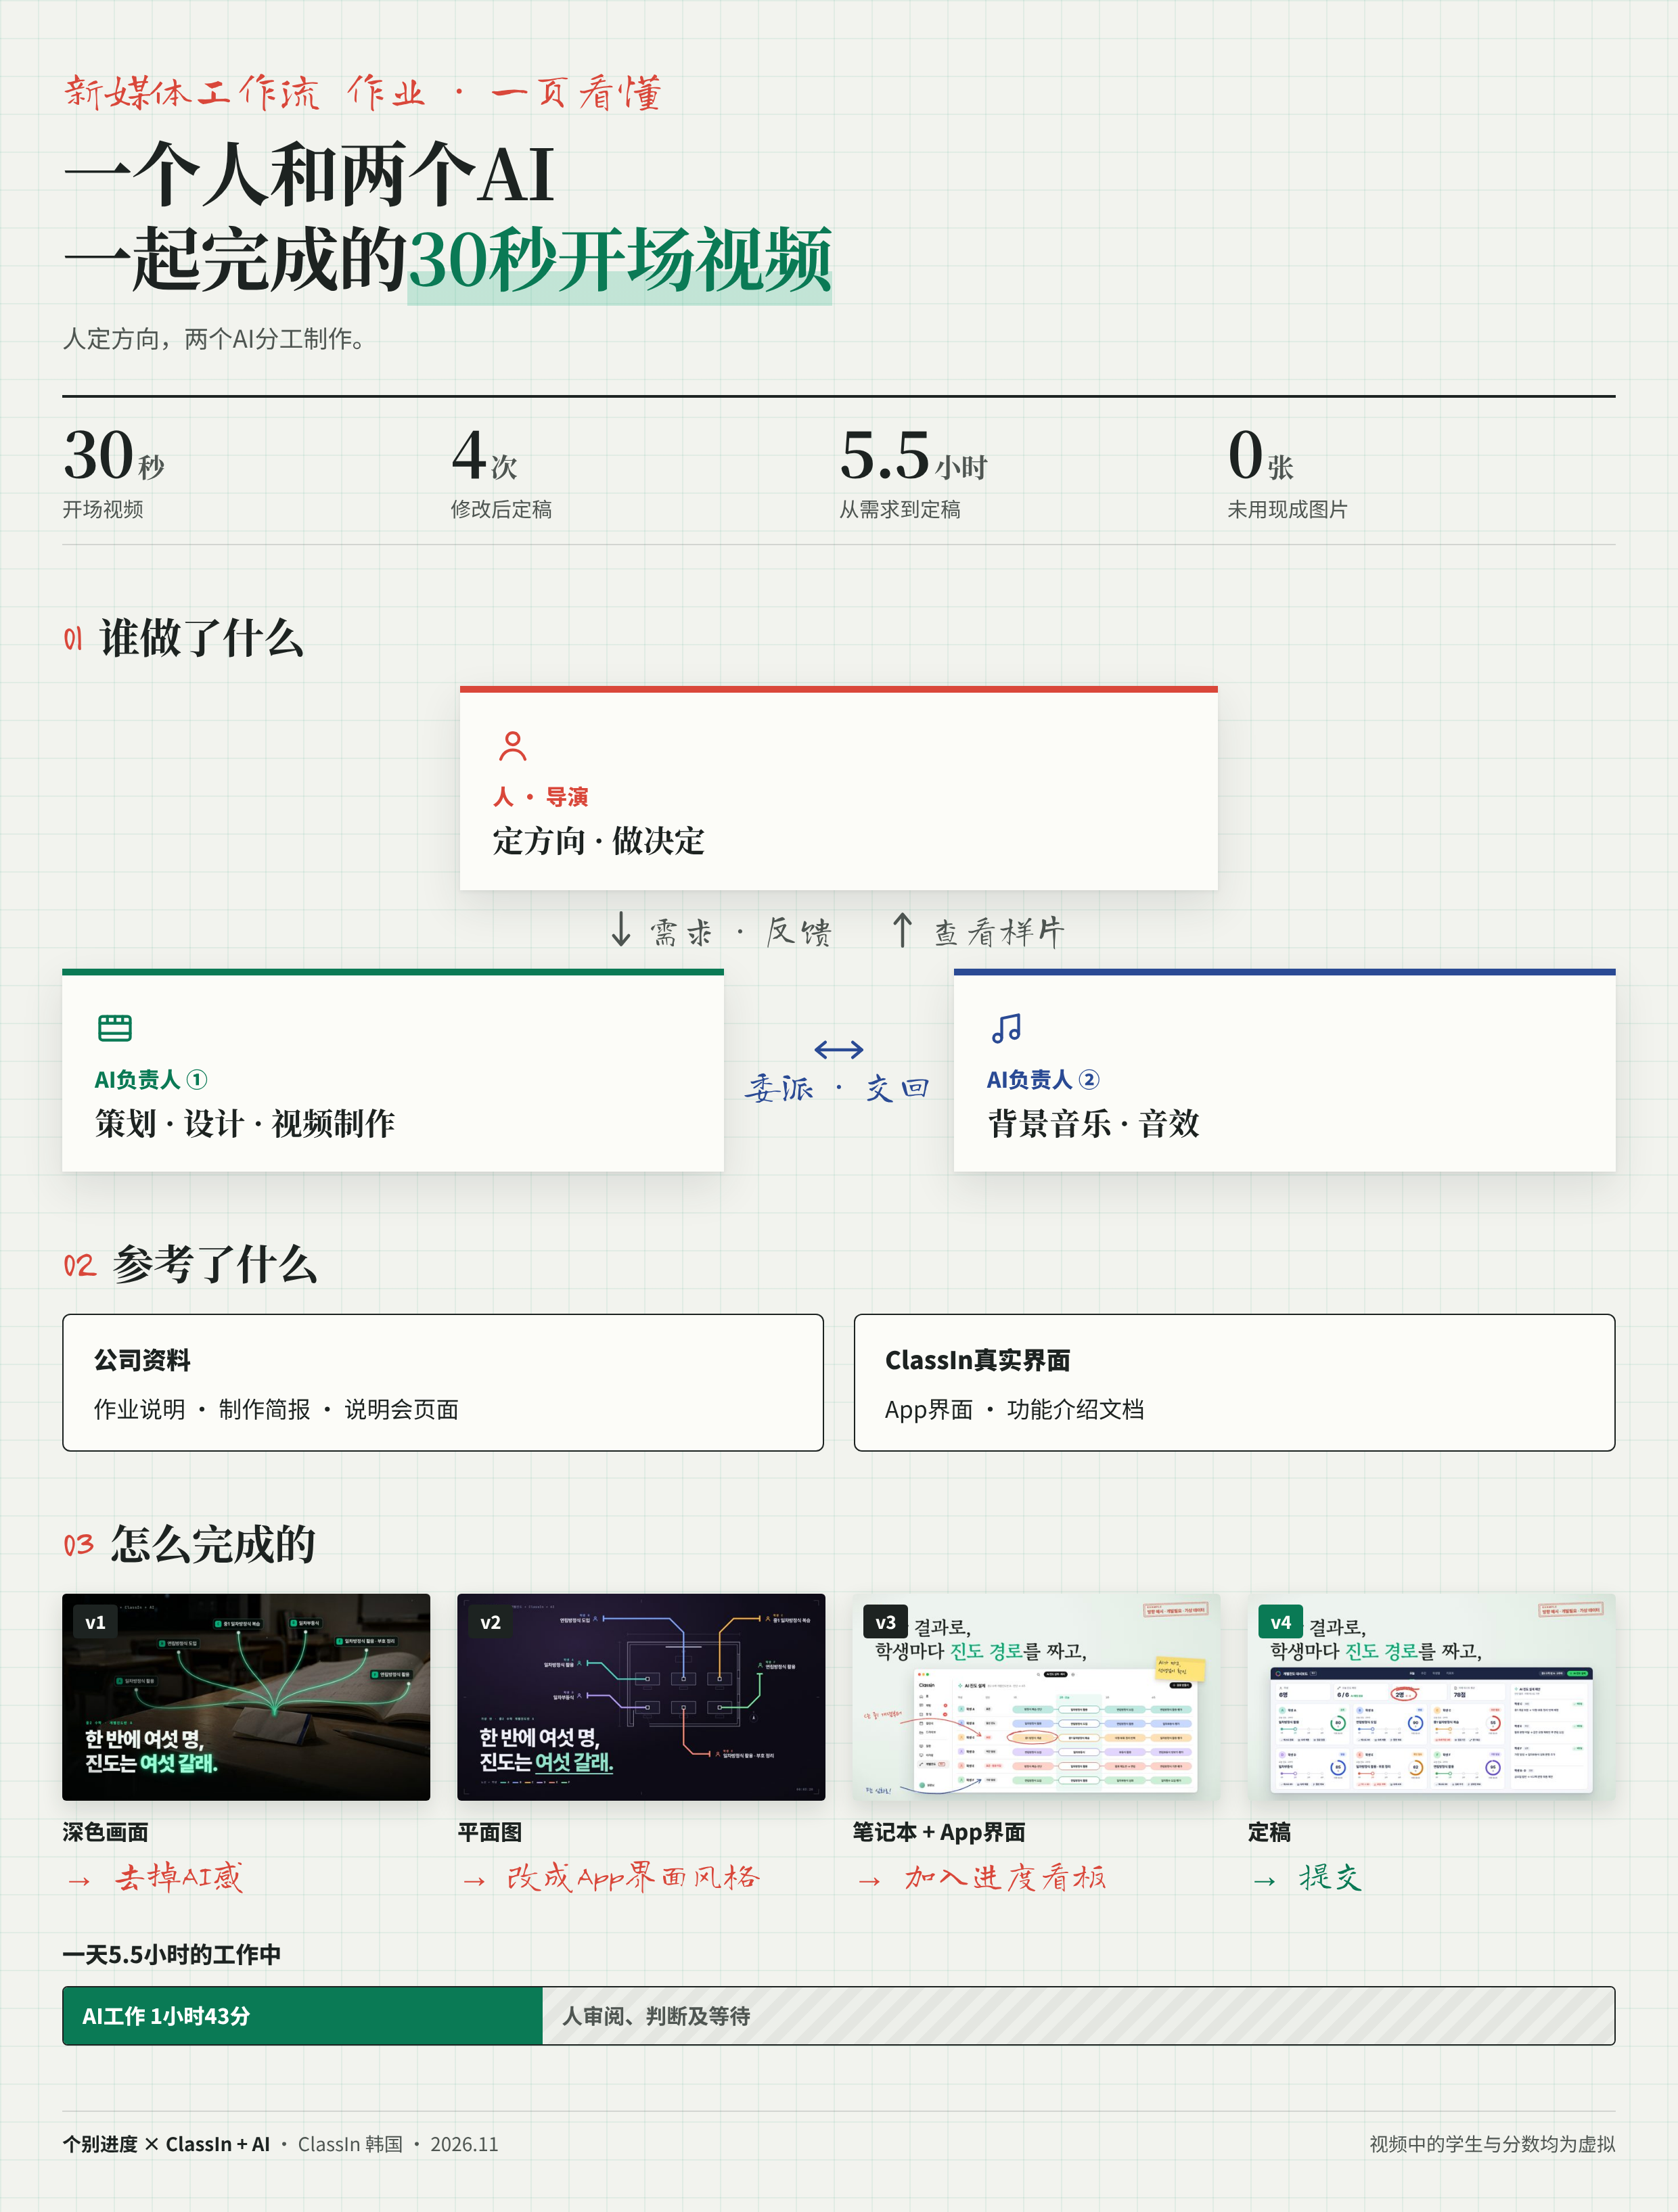 新媒体工作流 作业 · 一页看懂
一个人和两个AI
一起完成的30秒开场视频
人定方向，两个AI分工制作。
30秒
开场视频
4次
修改后定稿
5.5小时
从需求到定稿
0张
未用现成图片
01 谁做了什么
人 · 导演
定方向 · 做决定
↓ 需求 · 反馈 ↑ 查看样片
AI负责人 ①
策划 · 设计 · 视频制作
↔
委派 · 交回
AI负责人 ②
背景音乐 · 音效
02 参考了什么
公司资料
作业说明 · 制作简报 · 说明会页面
ClassIn真实界面
App界面 · 功能介绍文档
03 怎么完成的
v1
한 반에 여섯 명,
진도는 여섯 갈래.
深色画面
→ 去掉AI感
v2
한 반에 여섯 명,
진도는 여섯 갈래.
平面图
→ 改成App界面风格
v3
결과로,
학생마다 진도 경로를 짜고,
ClassIn
AI 진도 설계
笔记本 + App界面
→ 加入进度看板
v4
결과로,
학생마다 진도 경로를 짜고,
6명
6 / 6
2명
76점
定稿
→ 提交
一天5.5小时的工作中
AI工作 1小时43分
人审阅、判断及等待
个别进度 × ClassIn + AI · ClassIn 韩国 · 2026.11
视频中的学生与分数均为虚拟